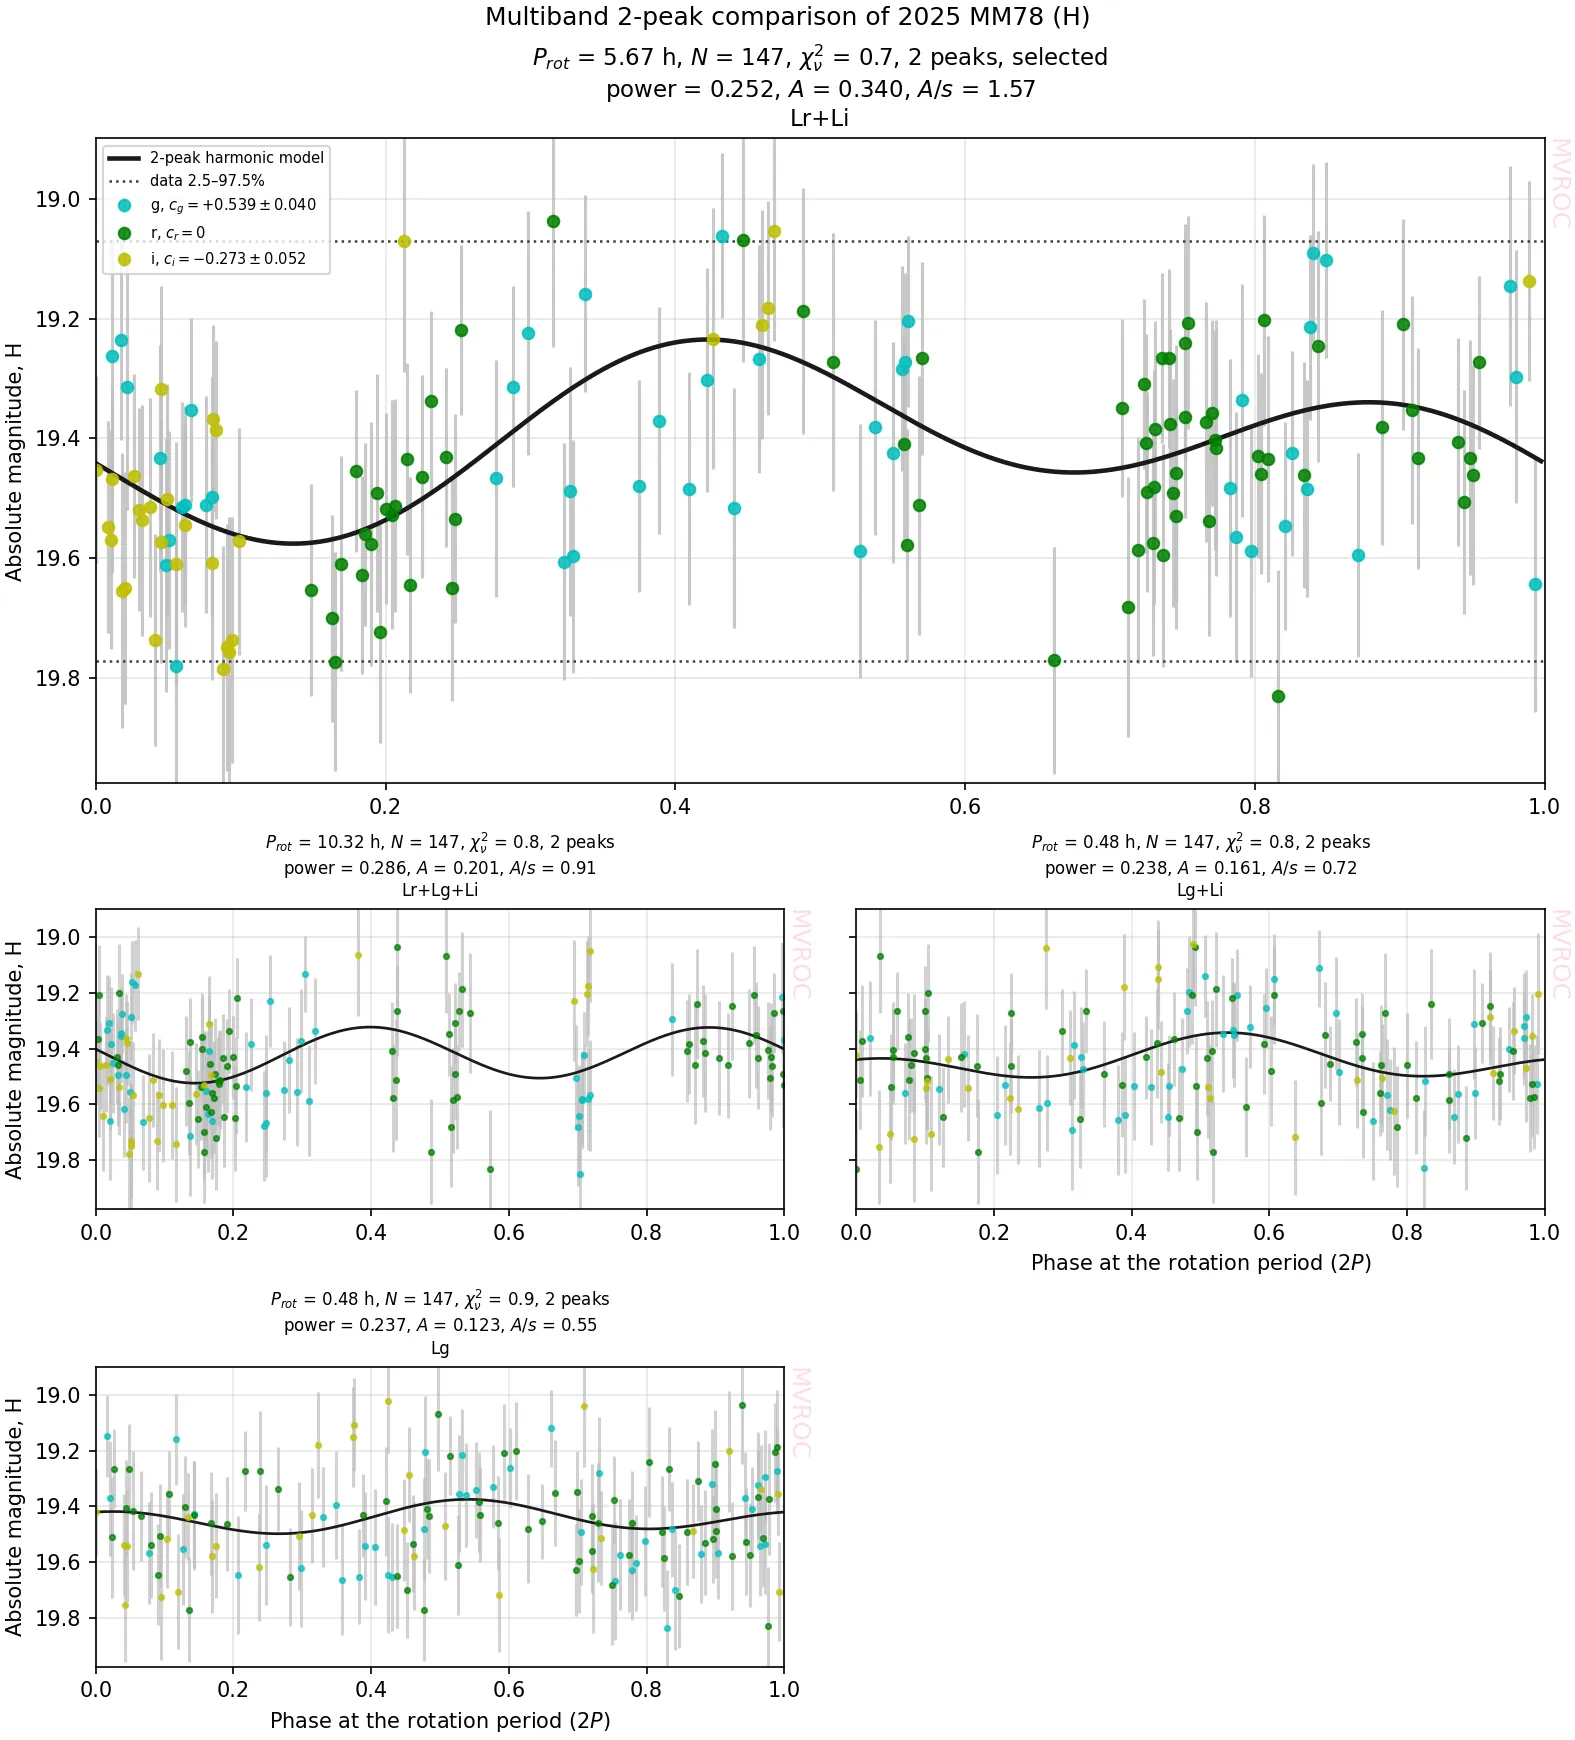 Multiband 2-peak comparison of 2025 MM78 (H)
P_rot = 5.67 h, N = 147, χ²_ν = 0.7, 2 peaks, selected
power = 0.252, A = 0.340, A/s = 1.57
Lr+Li
2-peak harmonic model
data 2.5–97.5%
g, c_g = +0.539 ± 0.040
r, c_r = 0
i, c_i = −0.273 ± 0.052
MVROC
Absolute magnitude, H
19.0
19.2
19.4
19.6
19.8
0.0 0.2 0.4 0.6 0.8 1.0
P_rot = 10.32 h, N = 147, χ²_ν = 0.8, 2 peaks
power = 0.286, A = 0.201, A/s = 0.91
Lr+Lg+Li
MVROC
Absolute magnitude, H
19.0
19.2
19.4
19.6
19.8
0.0 0.2 0.4 0.6 0.8 1.0
P_rot = 0.48 h, N = 147, χ²_ν = 0.8, 2 peaks
power = 0.238, A = 0.161, A/s = 0.72
Lg+Li
MVROC
0.0 0.2 0.4 0.6 0.8 1.0
Phase at the rotation period (2P)
P_rot = 0.48 h, N = 147, χ²_ν = 0.9, 2 peaks
power = 0.237, A = 0.123, A/s = 0.55
Lg
MVROC
Absolute magnitude, H
19.0
19.2
19.4
19.6
19.8
0.0 0.2 0.4 0.6 0.8 1.0
Phase at the rotation period (2P)